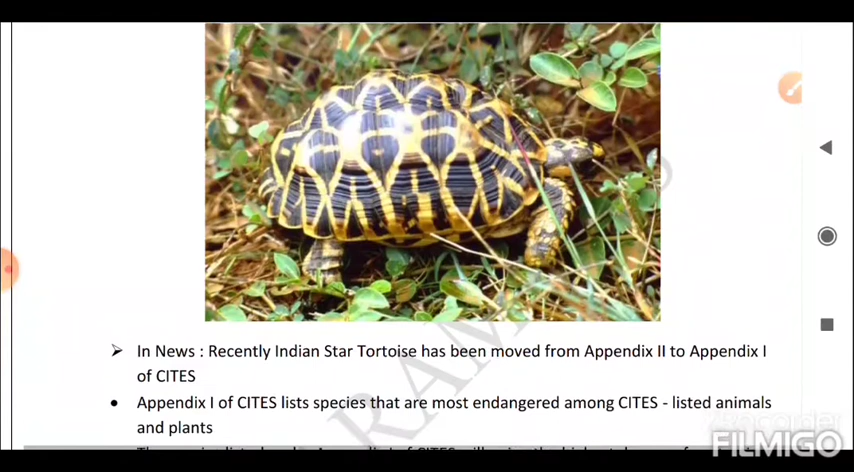 ➢ In News : Recently Indian Star Tortoise has been moved from Appendix II to Appendix I
of CITES
• Appendix I of CITES lists species that are most endangered among CITES - listed animals
and plants
RAM
FILMIGO